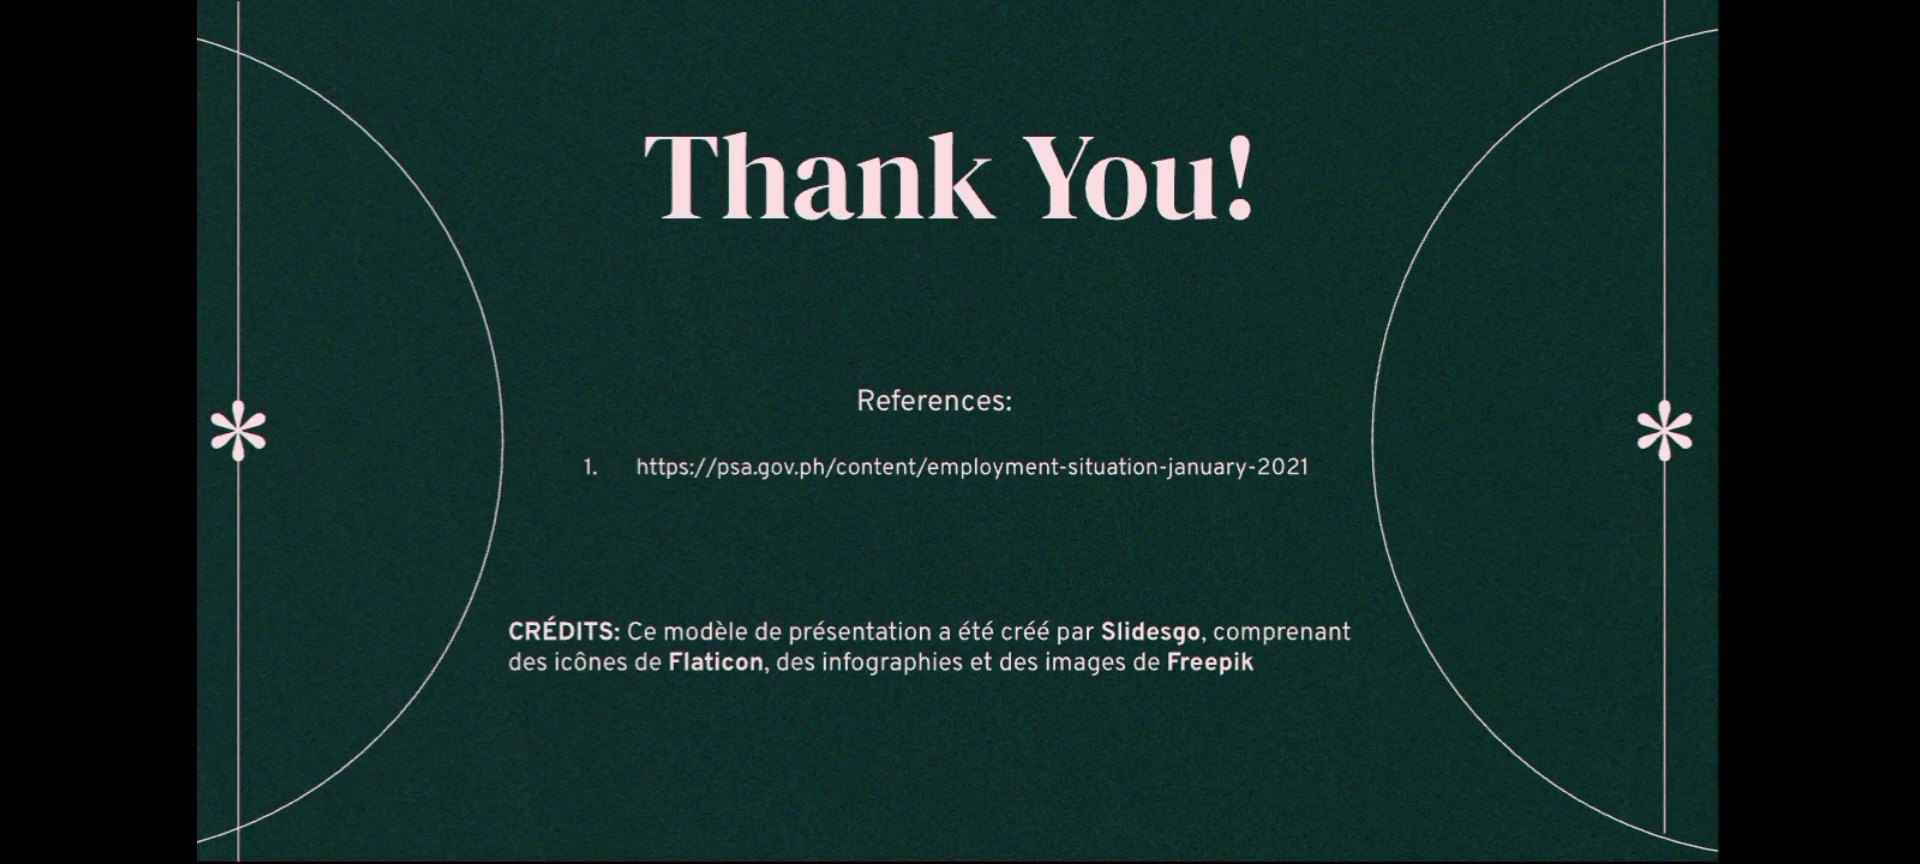 Thank You!
References:
1. https://psa.gov.ph/content/employment-situation-january-2021
CRÉDITS: Ce modèle de présentation a été créé par Slidesgo, comprenant
des icônes de Flaticon, des infographies et des images de Freepik